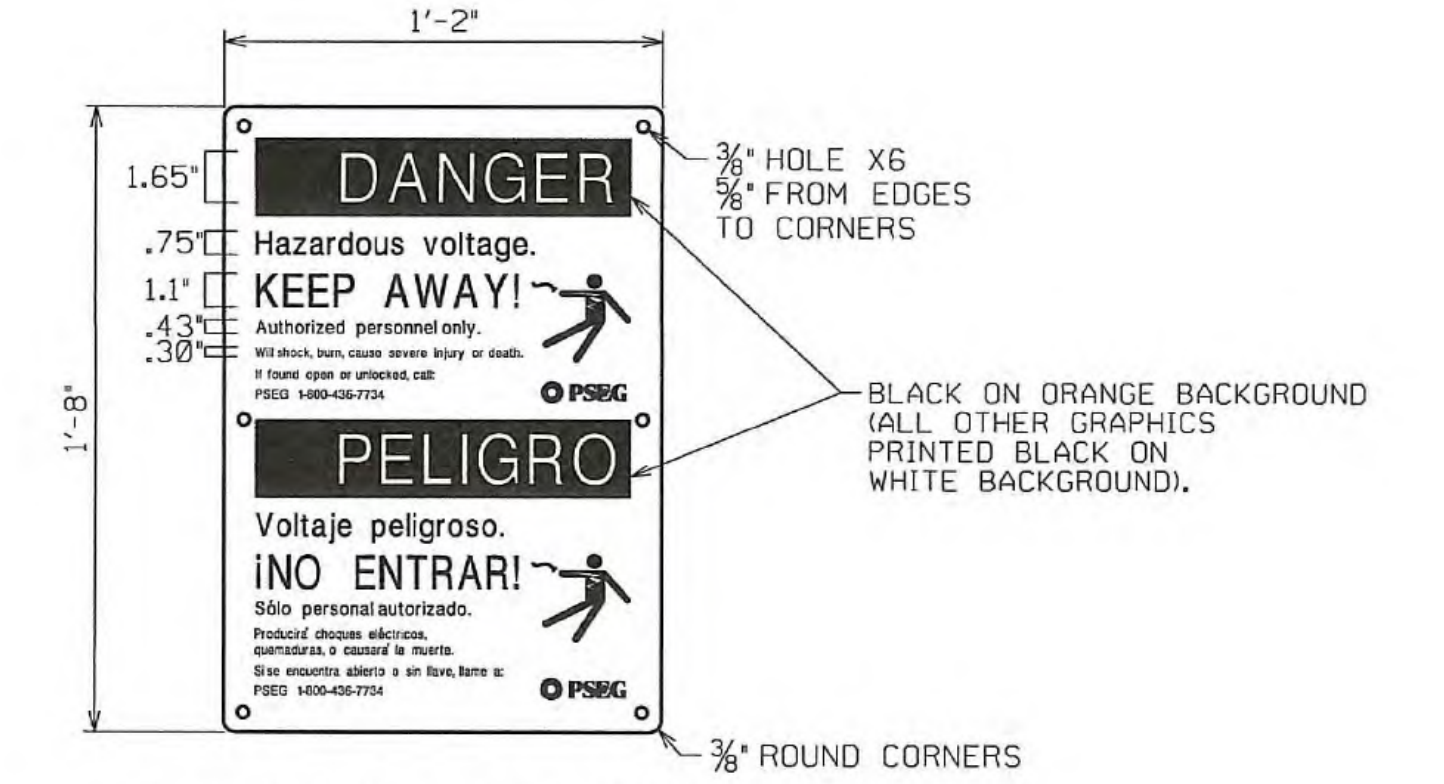 1'-2"
1'-8"
1.65"
.75"
1.1"
.43"
.30"
DANGER
Hazardous voltage.
KEEP AWAY!
Authorized personnel only.
Will shock, burn, cause severe injury or death.
If found open or unlocked, call:
PSEG 1-800-436-7734
PSEG
PELIGRO
Voltaje peligroso.
¡NO ENTRAR!
Sólo personal autorizado.
Producirá choques eléctricos,
quemaduras, o causará la muerte.
Si se encuentra abierto o sin llave, llame a:
PSEG 1-800-436-7734
PSEG
3/8" HOLE X6
5/8" FROM EDGES
TO CORNERS
BLACK ON ORANGE BACKGROUND
(ALL OTHER GRAPHICS
PRINTED BLACK ON
WHITE BACKGROUND).
3/8" ROUND CORNERS